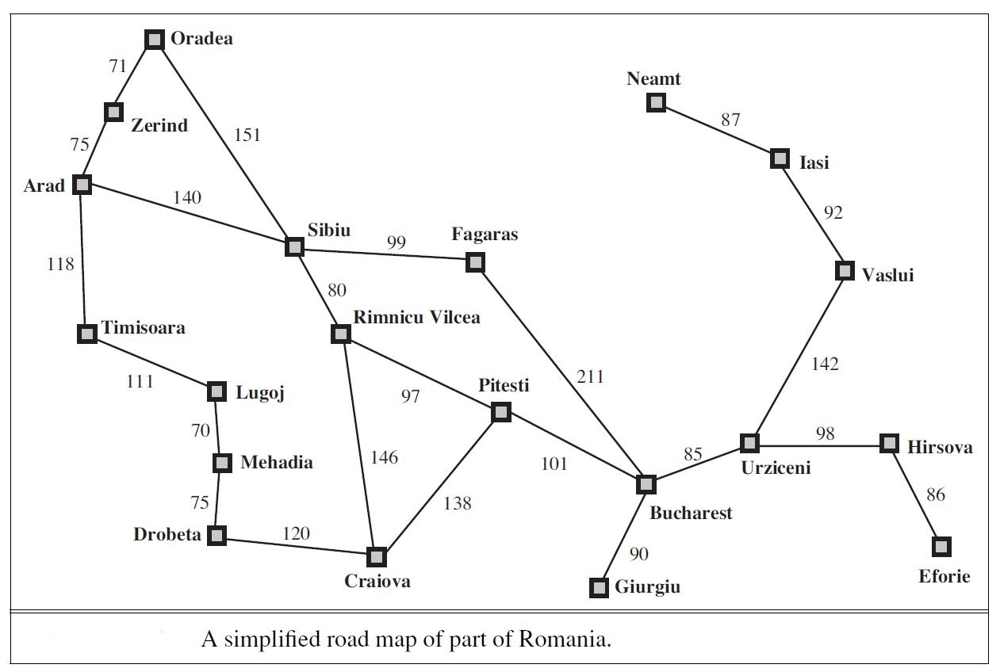 Oradea
71
Neamt
Zerind
87
151
75
Iasi
Arad
140
92
Sibiu
Fagaras
99
118
Vaslui
80
Timisoara
Rimnicu Vilcea
142
211
111
Lugoj
97
Pitesti
70
98
Mehadia
146
101
85
Urziceni
Hirsova
75
138
86
Bucharest
Drobeta
120
90
Craiova
Giurgiu
Eforie
A simplified road map of part of Romania.